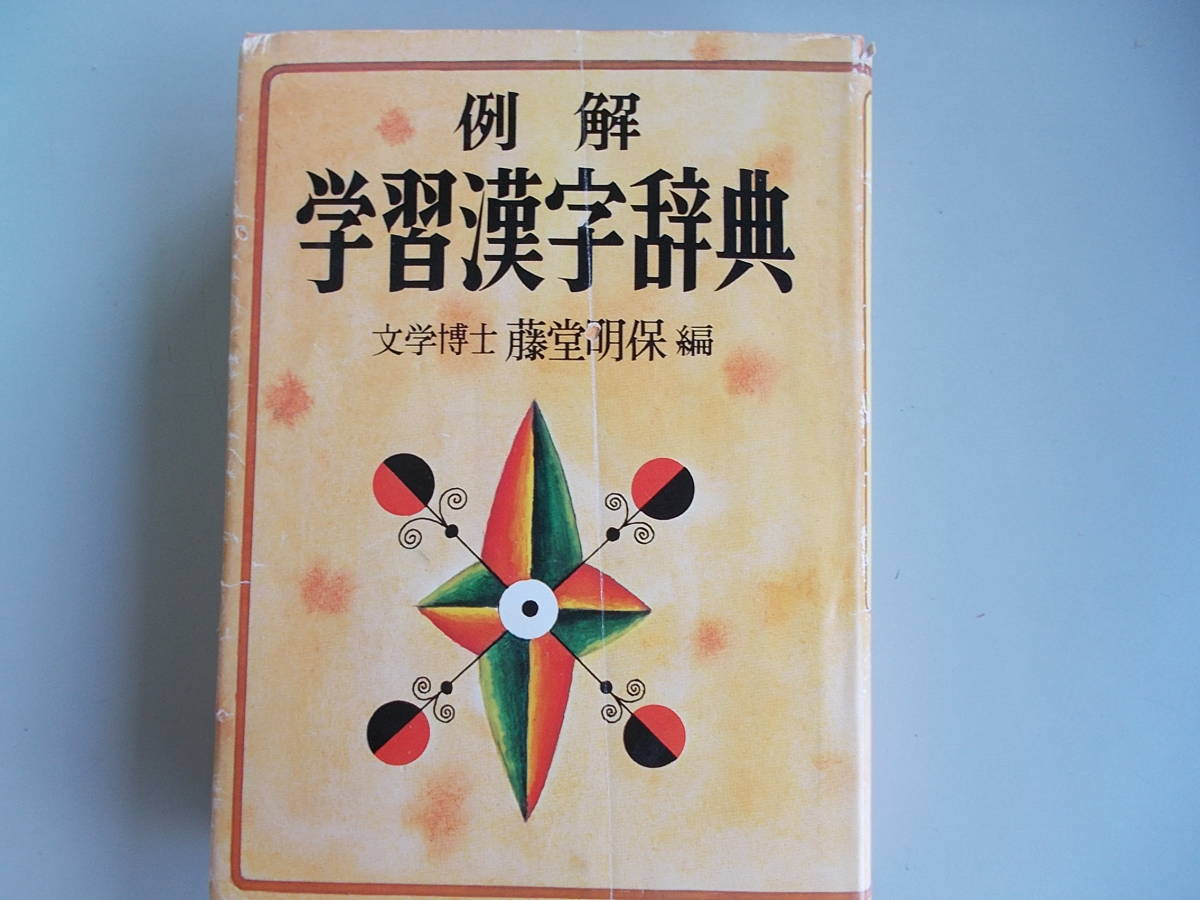 例解
学習漢字辞典
文学博士 藤堂明保 編